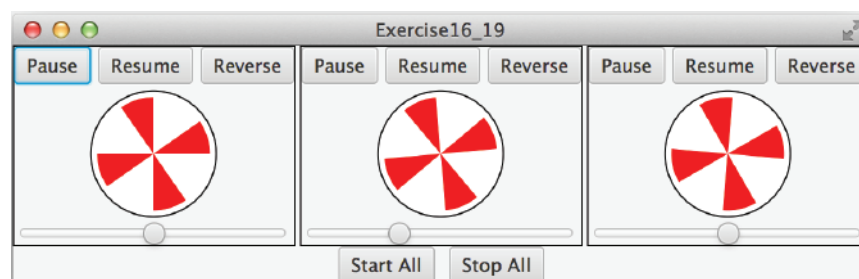 Exercise16_19
Pause Resume Reverse Pause Resume Reverse Pause Resume Reverse
Start All Stop All